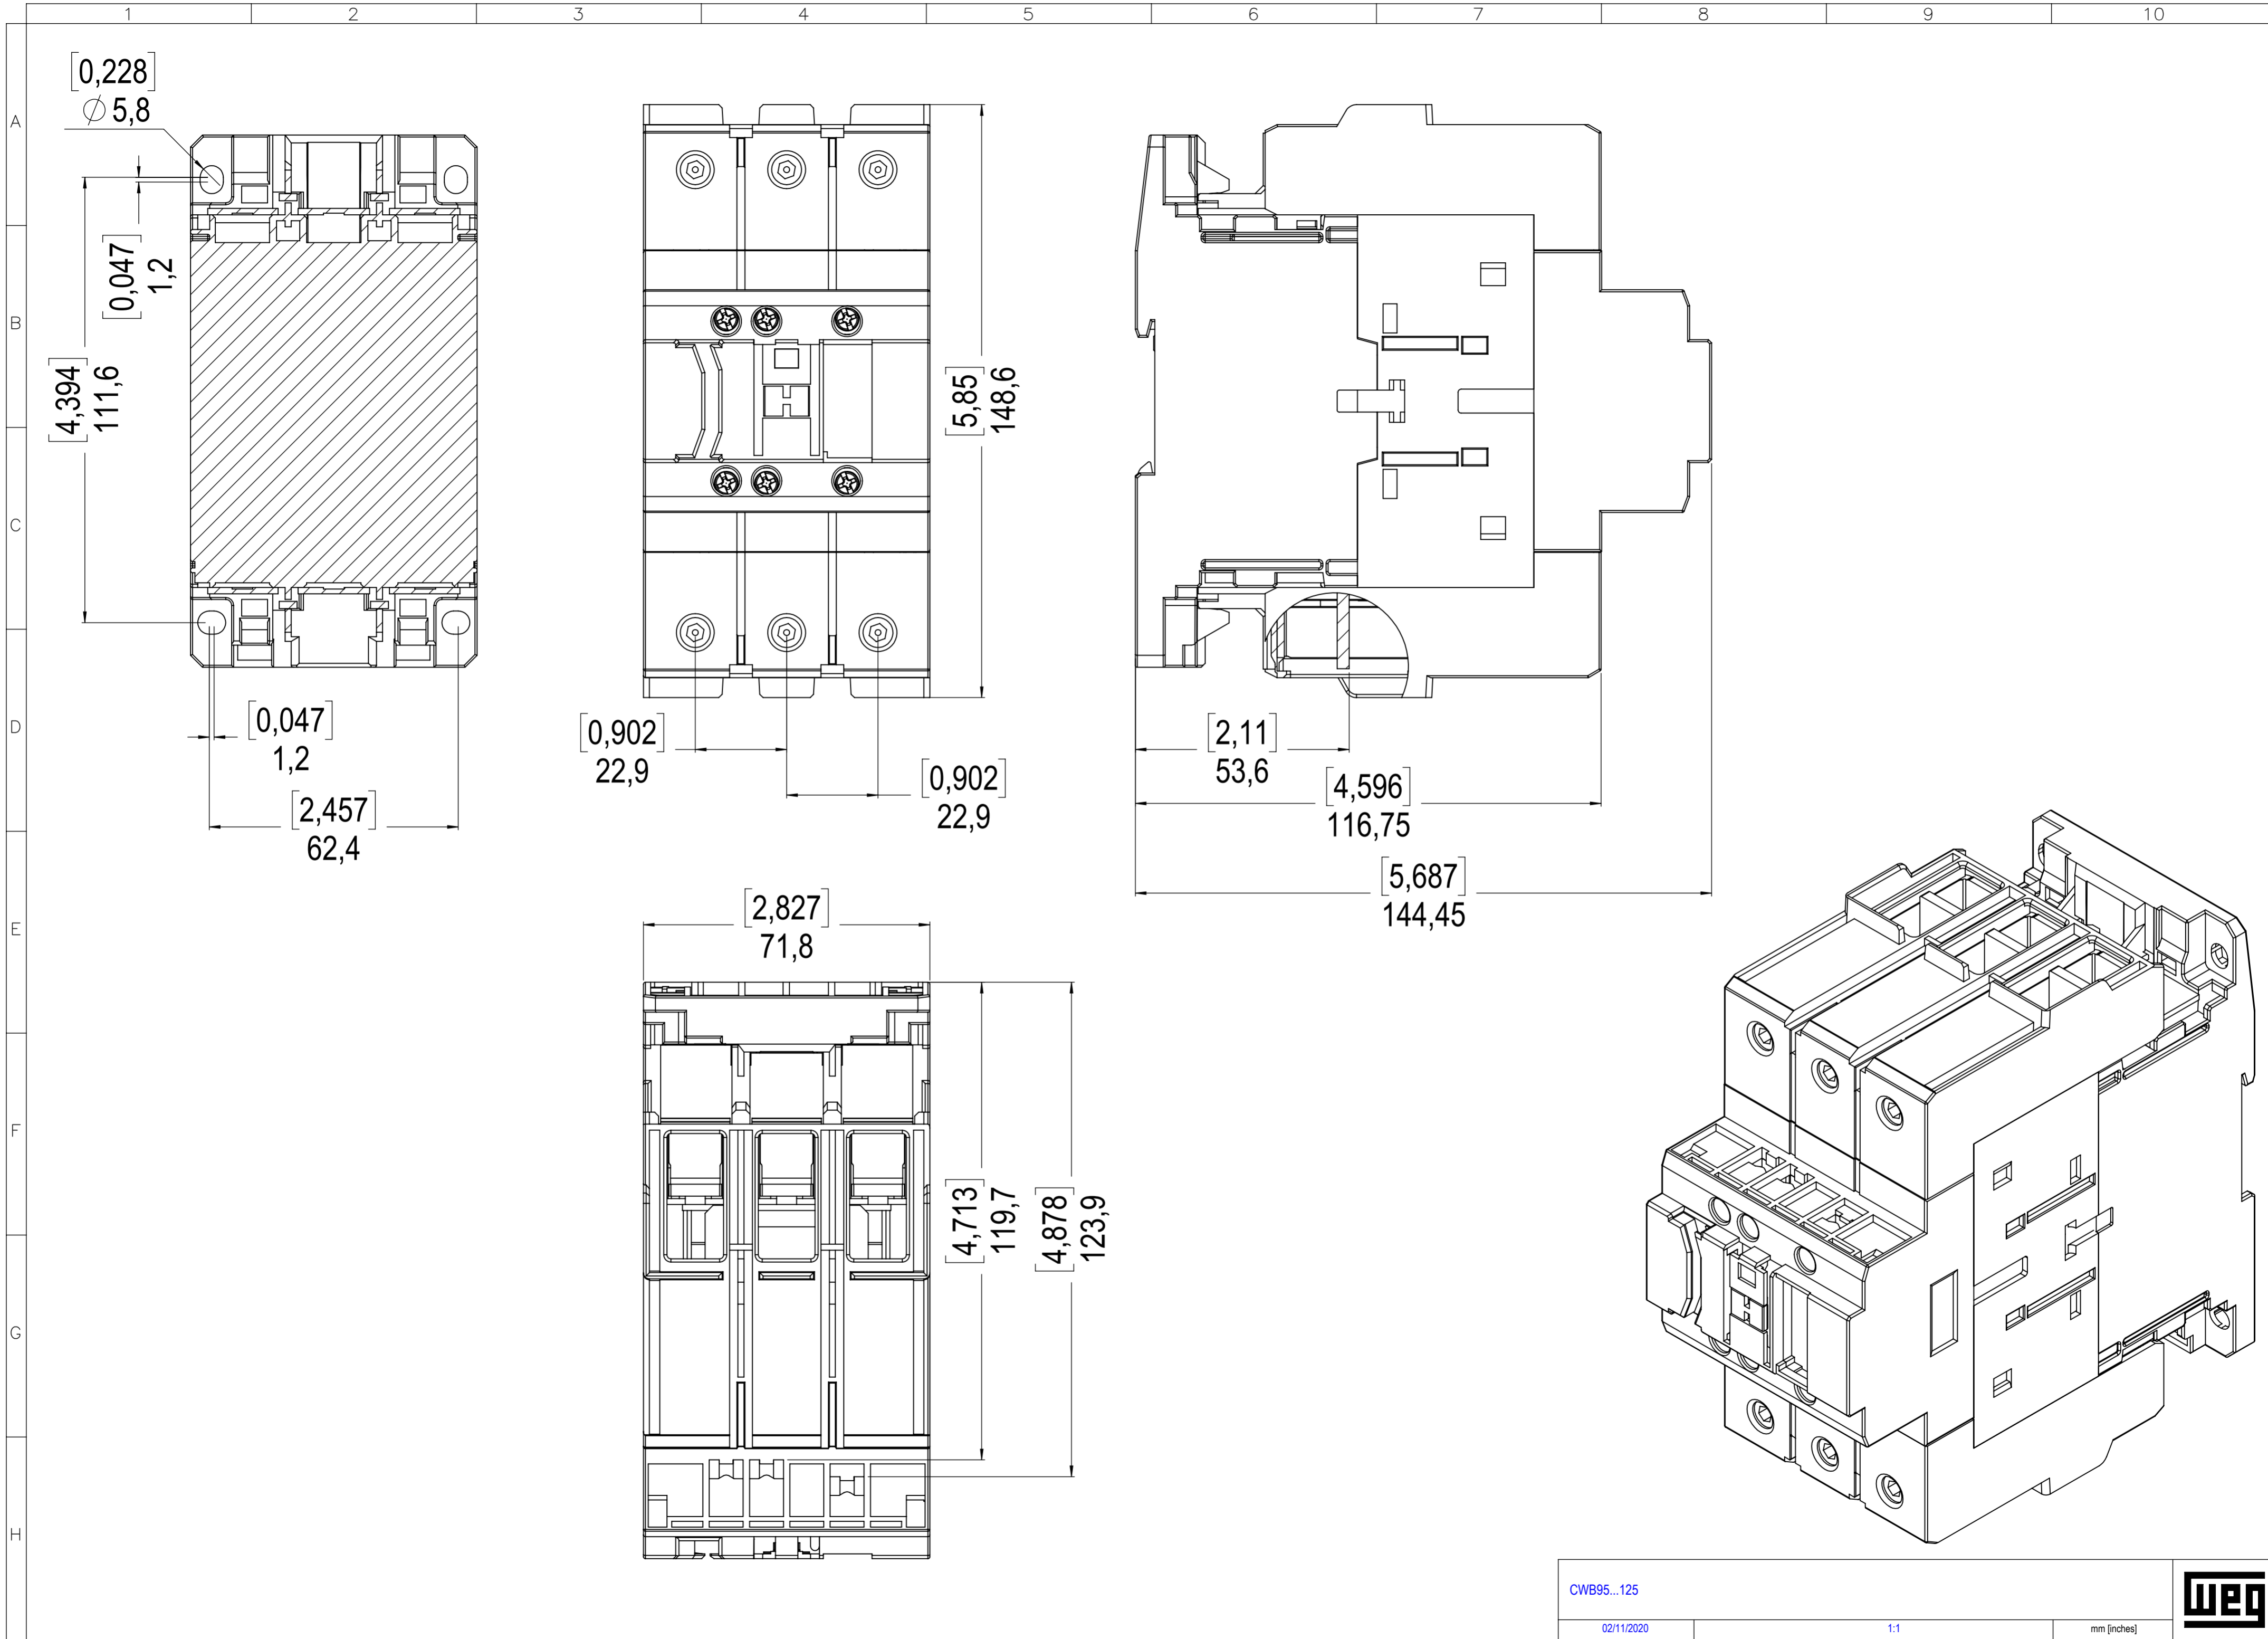 1 2 3 4 5 6 7 8 9 10
A
B
C
D
E
F
G
H
[0,228]
⌀ 5,8
[0,047]
1,2
[4,394]
111,6
[0,047]
1,2
[2,457]
62,4
[5,85]
148,6
[0,902]
22,9
[0,902]
22,9
[2,11]
53,6
[4,596]
116,75
[5,687]
144,45
[2,827]
71,8
[4,713]
119,7
[4,878]
123,9
CWB95...125
02/11/2020 1:1 mm [inches]
weg